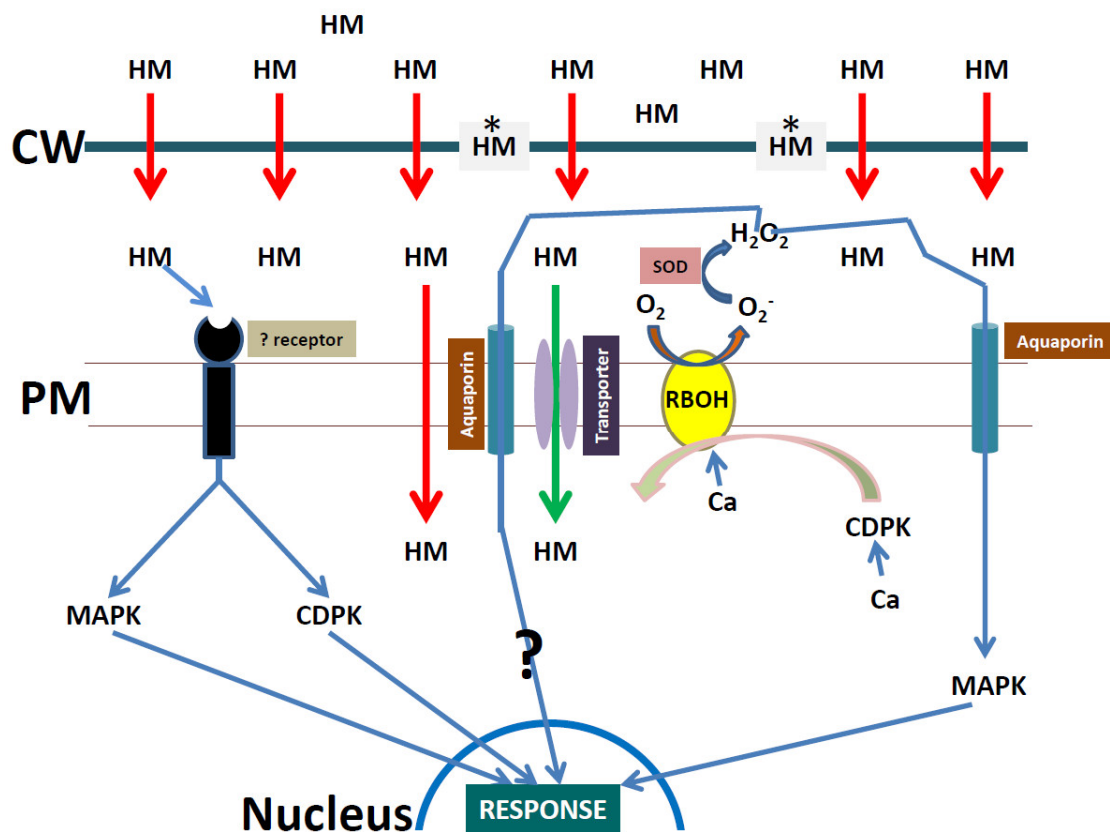 HM
HM HM HM HM HM HM HM
HM
* *
CW HM HM
H₂O₂
HM HM HM HM HM HM
SOD
O₂ O₂⁻
? receptor
Aquaporin
PM
Aquaporin
Transporter
RBOH
Ca
CDPK
HM HM
Ca
MAPK CDPK
?
MAPK
Nucleus
RESPONSE